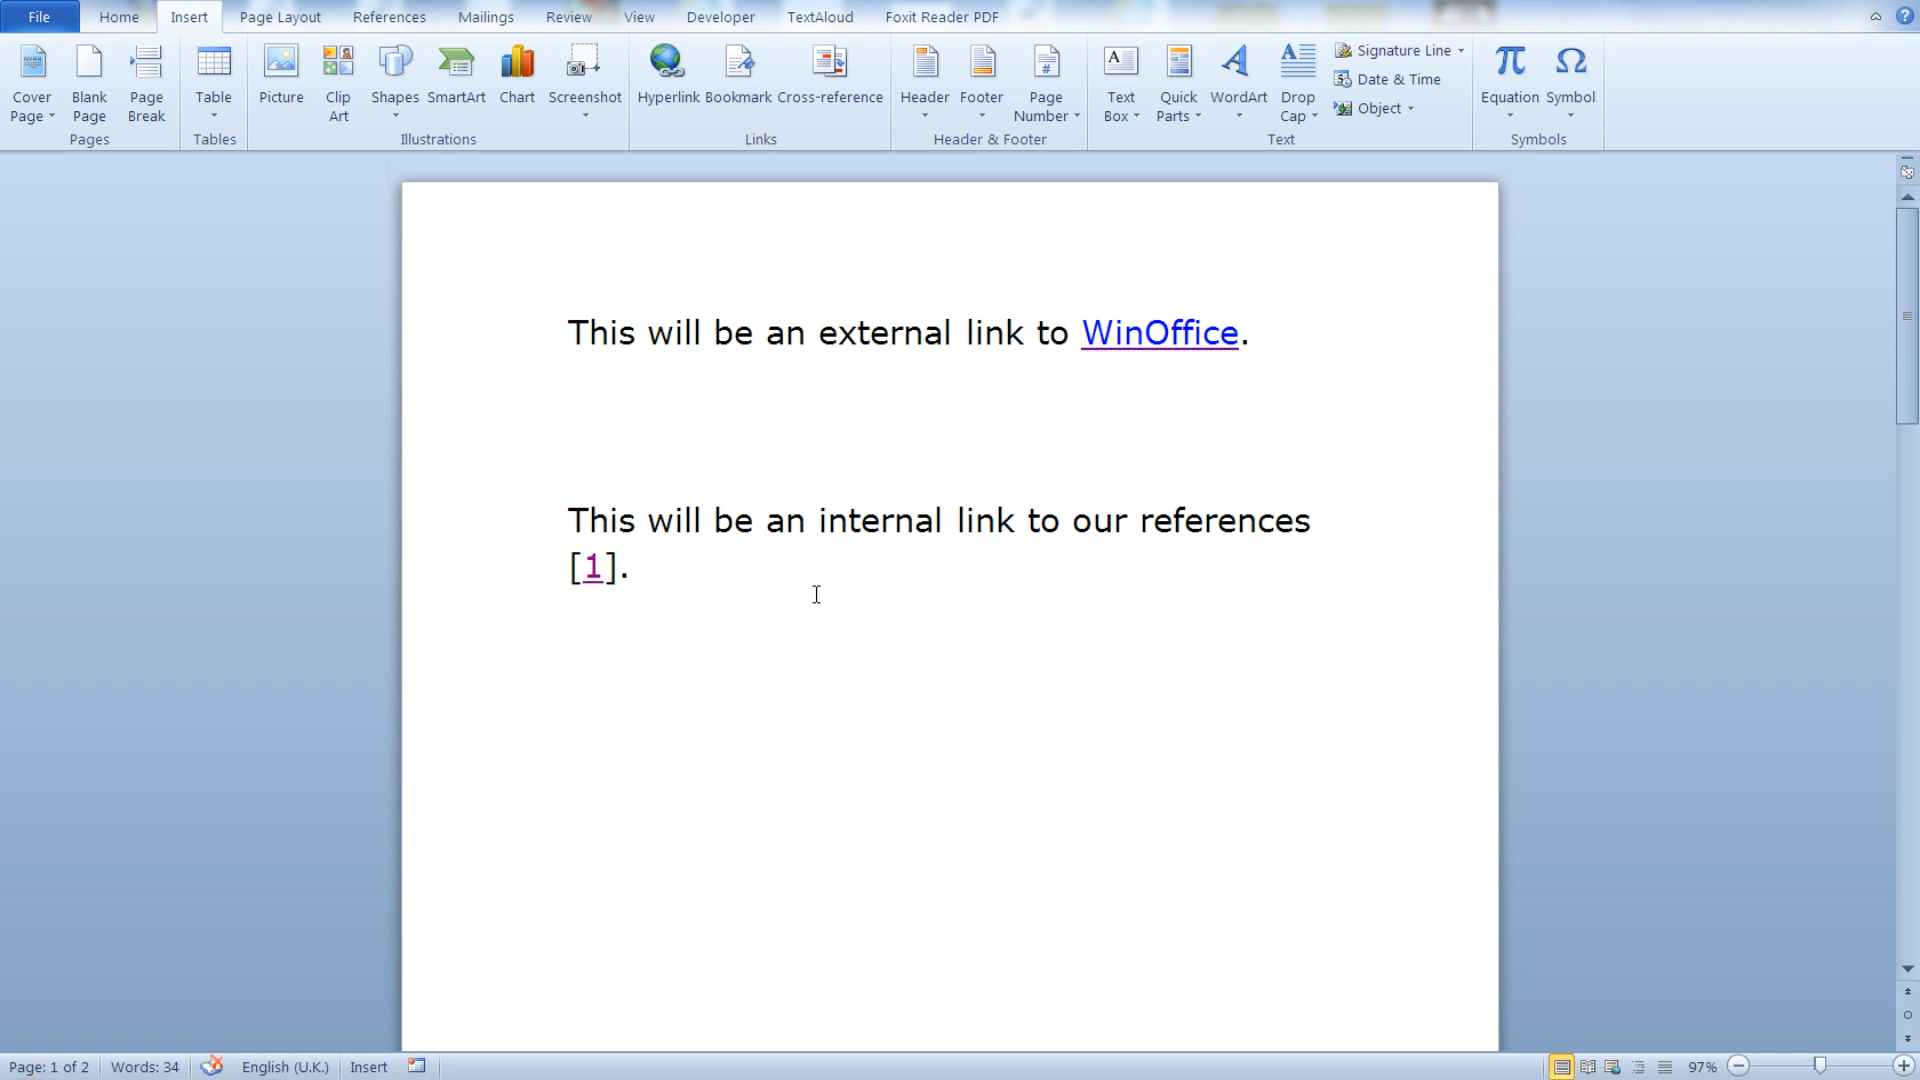 File Home Insert Page Layout References Mailings Review View Developer TextAloud Foxit Reader PDF
Cover Page
Blank Page
Page Break
Pages
Table
Tables
Picture
Clip Art
Shapes
SmartArt
Chart
Screenshot
Illustrations
Hyperlink
Bookmark
Cross-reference
Links
Header
Footer
Page Number
Header & Footer
Text Box
Quick Parts
WordArt
Drop Cap
Signature Line
Date & Time
Object
Text
Equation
Symbol
Symbols
This will be an external link to WinOffice.
This will be an internal link to our references
[1].
Page: 1 of 2 Words: 34 English (U.K.) Insert 97%